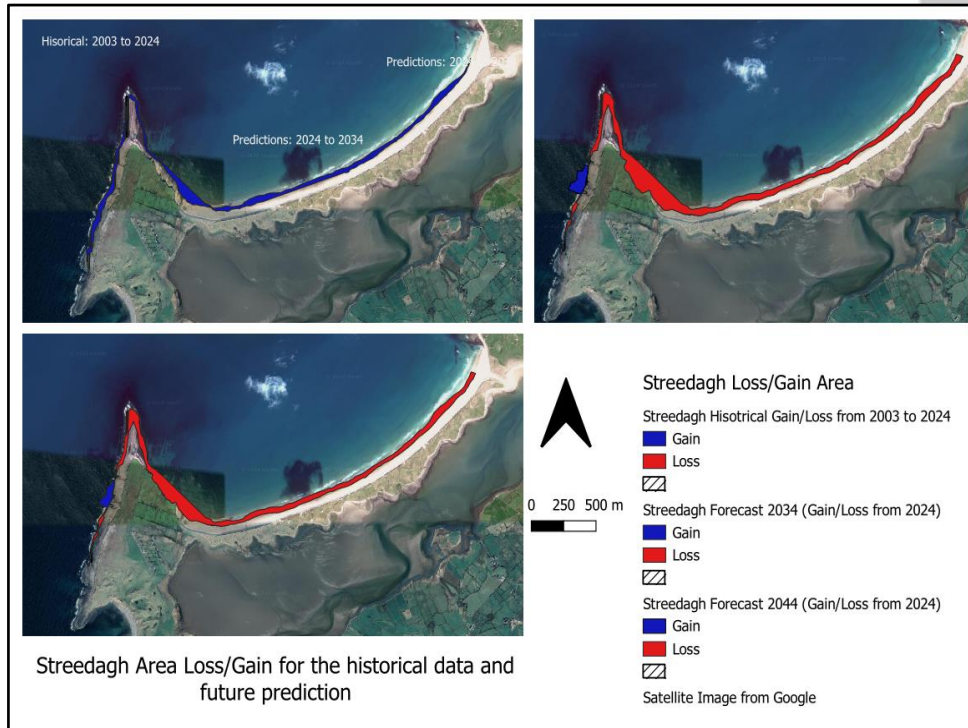 Hisorical: 2003 to 2024
Predictions: 2024 to 2034
Streedagh Loss/Gain Area
Streedagh Hisotrical Gain/Loss from 2003 to 2024
Gain
Loss
0 250 500 m
Streedagh Forecast 2034 (Gain/Loss from 2024)
Gain
Loss
Streedagh Forecast 2044 (Gain/Loss from 2024)
Gain
Loss
Satellite Image from Google
Streedagh Area Loss/Gain for the historical data and
future prediction
Predictions: